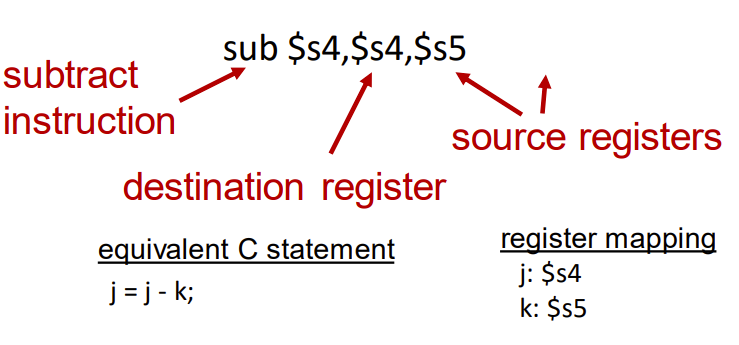 sub $s4,$s4,$s5
subtract
instruction
source registers
destination register
equivalent C statement
j = j - k;
register mapping
j: $s4
k: $s5